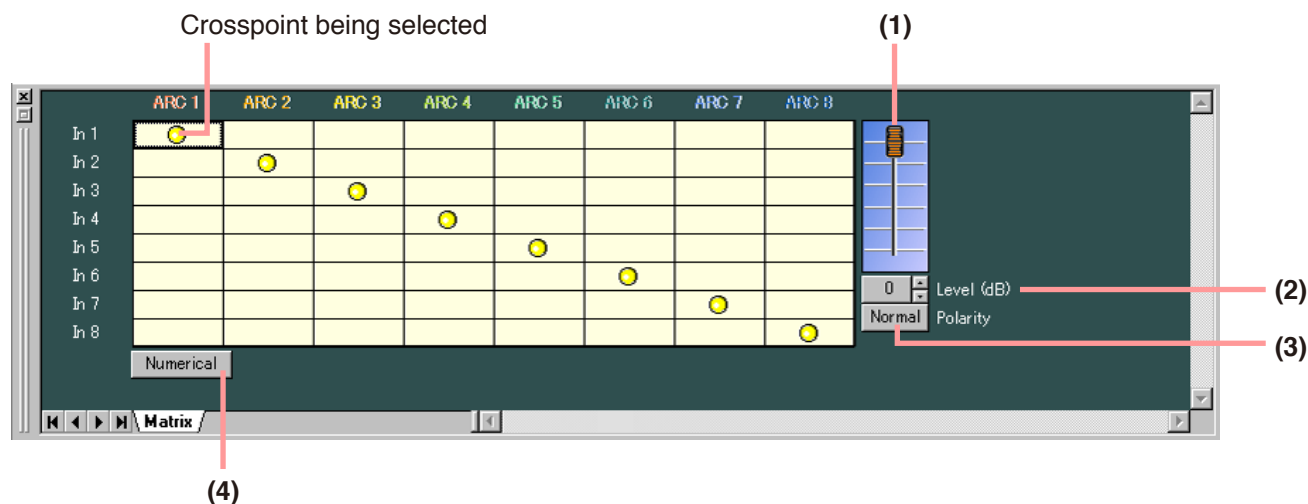 Crosspoint being selected
(1)
ARC 1 ARC 2 ARC 3 ARC 4 ARC 5 ARC 6 ARC 7 ARC 8
In 1
In 2
In 3
In 4
In 5
In 6
In 7
In 8
0 Level (dB)
(2)
Normal Polarity
(3)
Numerical
Matrix
(4)